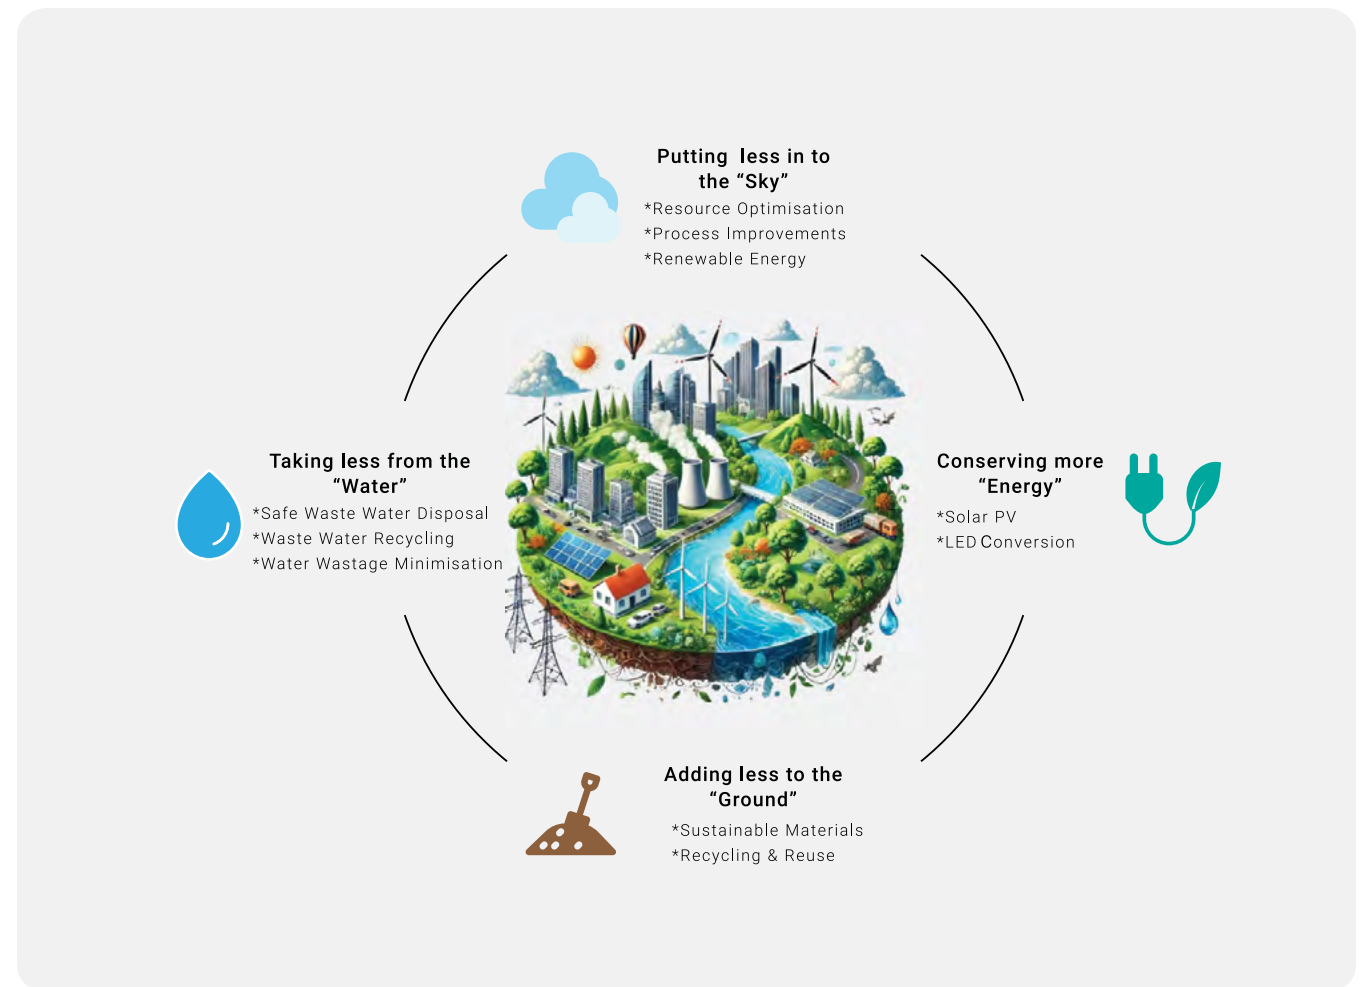 Putting less in to
the “Sky”
*Resource Optimisation
*Process Improvements
*Renewable Energy
Taking less from the
“Water”
*Safe Waste Water Disposal
*Waste Water Recycling
*Water Wastage Minimisation
Conserving more
“Energy”
*Solar PV
*LED Conversion
Adding less to the
“Ground”
*Sustainable Materials
*Recycling & Reuse